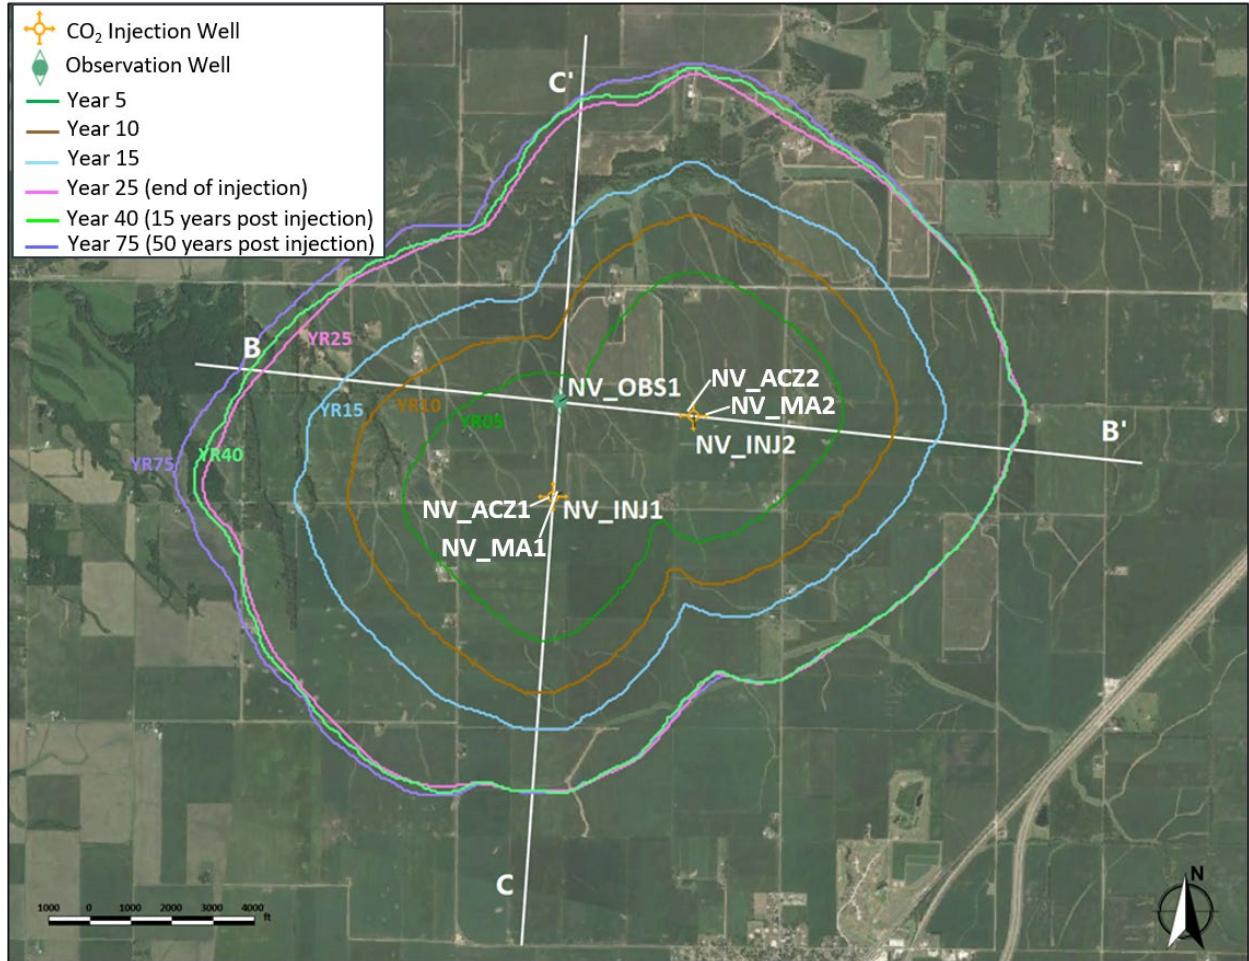 CO₂ Injection Well
Observation Well
Year 5
Year 10
Year 15
Year 25 (end of injection)
Year 40 (15 years post injection)
Year 75 (50 years post injection)
C'
B
YR25
NV_OBS1
NV_ACZ2
YR15
YR10
NV_MA2
YR05
B'
NV_INJ2
YR75
YR40
NV_ACZ1
NV_INJ1
NV_MA1
C
N
1000 0 1000 2000 3000 4000
ft